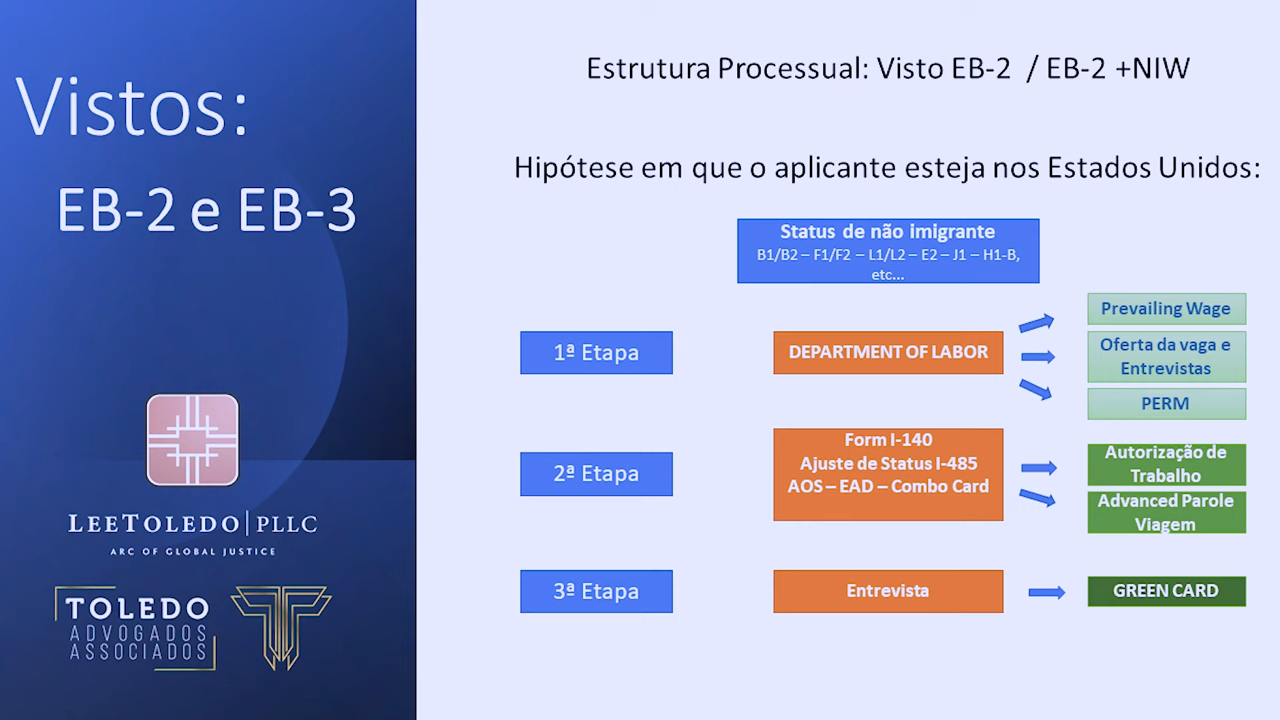 Vistos:
EB-2 e EB-3
LEETOLEDO|PLLC
ARC OF GLOBAL JUSTICE
TOLEDO
ADVOGADOS
ASSOCIADOS
Estrutura Processual: Visto EB-2 / EB-2 +NIW
Hipótese em que o aplicante esteja nos Estados Unidos:
Status de não imigrante
B1/B2 – F1/F2 – L1/L2 – E2 – J1 – H1-B,
etc...
1ª Etapa
DEPARTMENT OF LABOR
Prevailing Wage
Oferta da vaga e
Entrevistas
PERM
2ª Etapa
Form I-140
Ajuste de Status I-485
AOS – EAD – Combo Card
Autorização de
Trabalho
Advanced Parole
Viagem
3ª Etapa
Entrevista
GREEN CARD